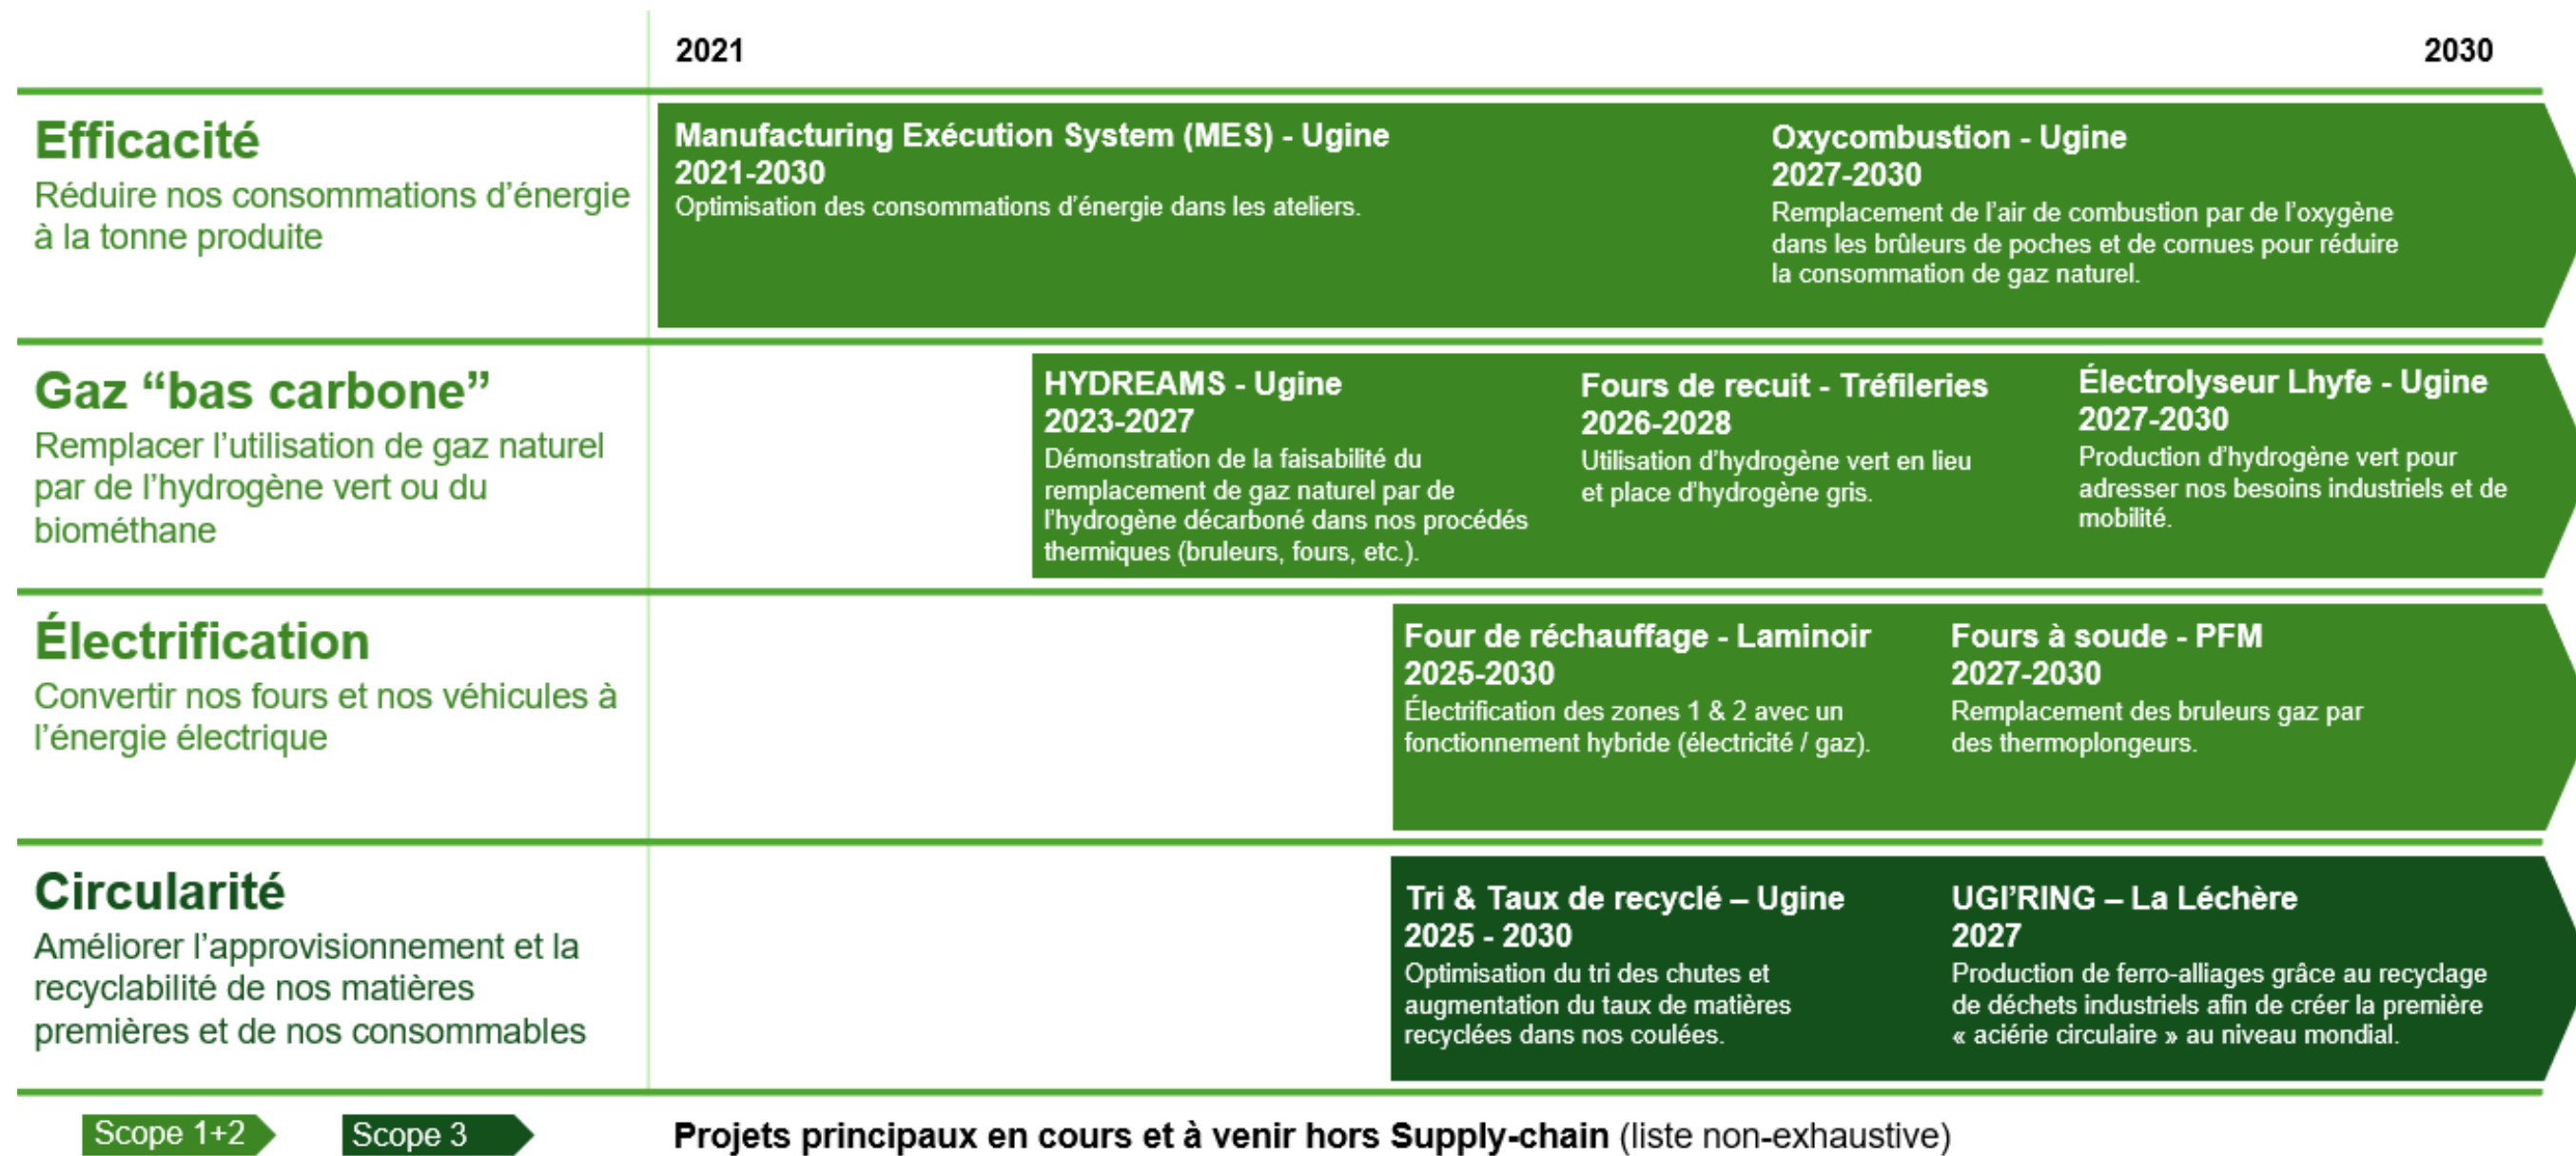 2021
2030
Efficacité
Réduire nos consommations d'énergie
à la tonne produite
Manufacturing Exécution System (MES) - Ugine
2021-2030
Optimisation des consommations d'énergie dans les ateliers.
Oxycombustion - Ugine
2027-2030
Remplacement de l'air de combustion par de l'oxygène
dans les brûleurs de poches et de cornues pour réduire
la consommation de gaz naturel.
Gaz “bas carbone”
Remplacer l'utilisation de gaz naturel
par de l'hydrogène vert ou du
biométhane
HYDREAMS - Ugine
2023-2027
Démonstration de la faisabilité du
remplacement de gaz naturel par de
l'hydrogène décarboné dans nos procédés
thermiques (bruleurs, fours, etc.).
Fours de recuit - Tréfileries
2026-2028
Utilisation d'hydrogène vert en lieu
et place d'hydrogène gris.
Électrolyseur Lhyfe - Ugine
2027-2030
Production d'hydrogène vert pour
adresser nos besoins industriels et de
mobilité.
Électrification
Convertir nos fours et nos véhicules à
l'énergie électrique
Four de réchauffage - Laminoir
2025-2030
Électrification des zones 1 & 2 avec un
fonctionnement hybride (électricité / gaz).
Fours à soude - PFM
2027-2030
Remplacement des bruleurs gaz par
des thermoplongeurs.
Circularité
Améliorer l'approvisionnement et la
recyclabilité de nos matières
premières et de nos consommables
Tri & Taux de recyclé – Ugine
2025 - 2030
Optimisation du tri des chutes et
augmentation du taux de matières
recyclées dans nos coulées.
UGI'RING – La Léchère
2027
Production de ferro-alliages grâce au recyclage
de déchets industriels afin de créer la première
« aciérie circulaire » au niveau mondial.
Scope 1+2
Scope 3
Projets principaux en cours et à venir hors Supply-chain (liste non-exhaustive)